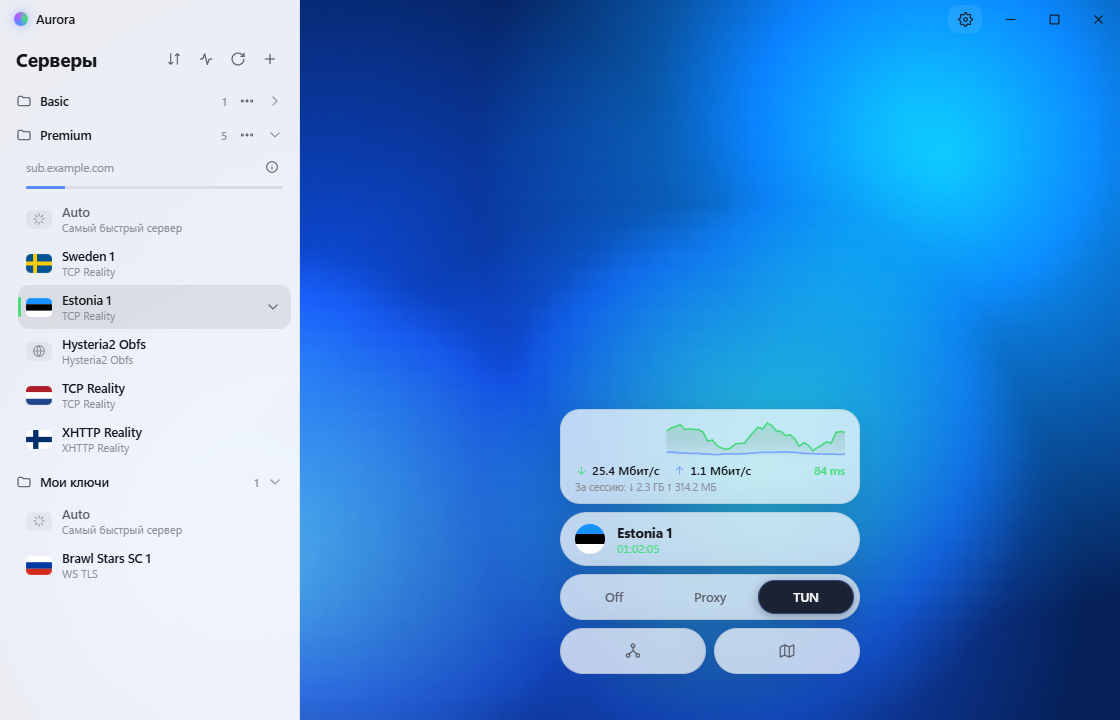 Aurora
Серверы
Basic 1
Premium 5
sub.example.com
Auto
Самый быстрый сервер
Sweden 1
TCP Reality
Estonia 1
TCP Reality
Hysteria2 Obfs
Hysteria2 Obfs
TCP Reality
TCP Reality
XHTTP Reality
XHTTP Reality
Мои ключи 1
Auto
Самый быстрый сервер
Brawl Stars SC 1
WS TLS
↓ 25.4 Мбит/с ↑ 1.1 Мбит/с 84 ms
За сессию: ↓ 2.3 ГБ ↑ 314.2 МБ
Estonia 1
01:02:05
Off Proxy TUN